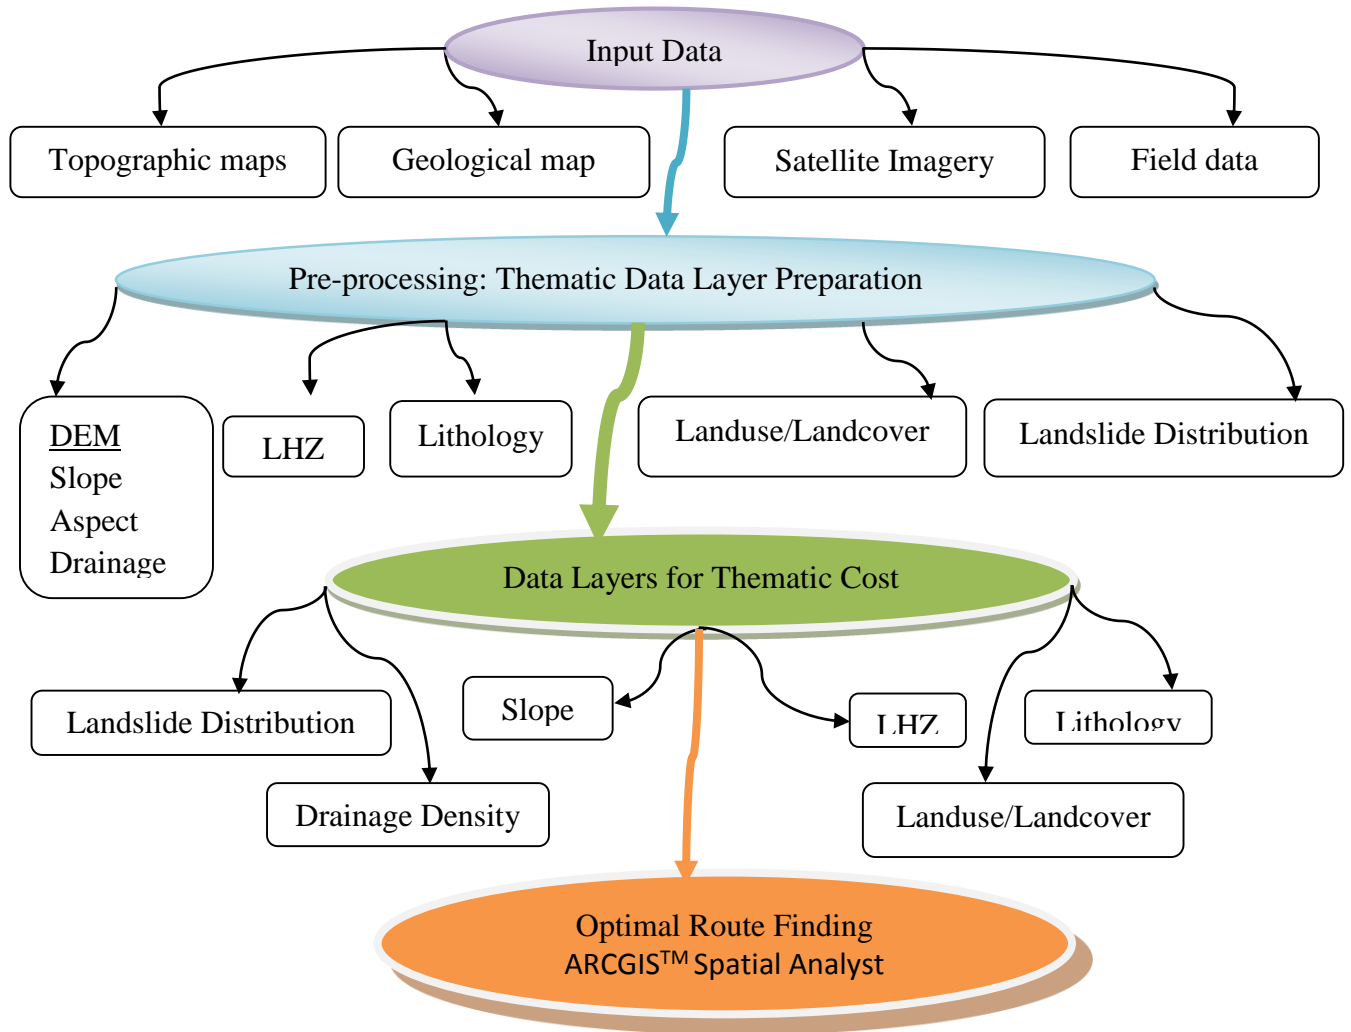 Input Data
Topographic maps
Geological map
Satellite Imagery
Field data
Pre-processing: Thematic Data Layer Preparation
DEM
Slope
Aspect
Drainage
LHZ
Lithology
Landuse/Landcover
Landslide Distribution
Data Layers for Thematic Cost
Landslide Distribution
Slope
LHZ
Lithology
Drainage Density
Landuse/Landcover
Optimal Route Finding
ARCGIS™ Spatial Analyst